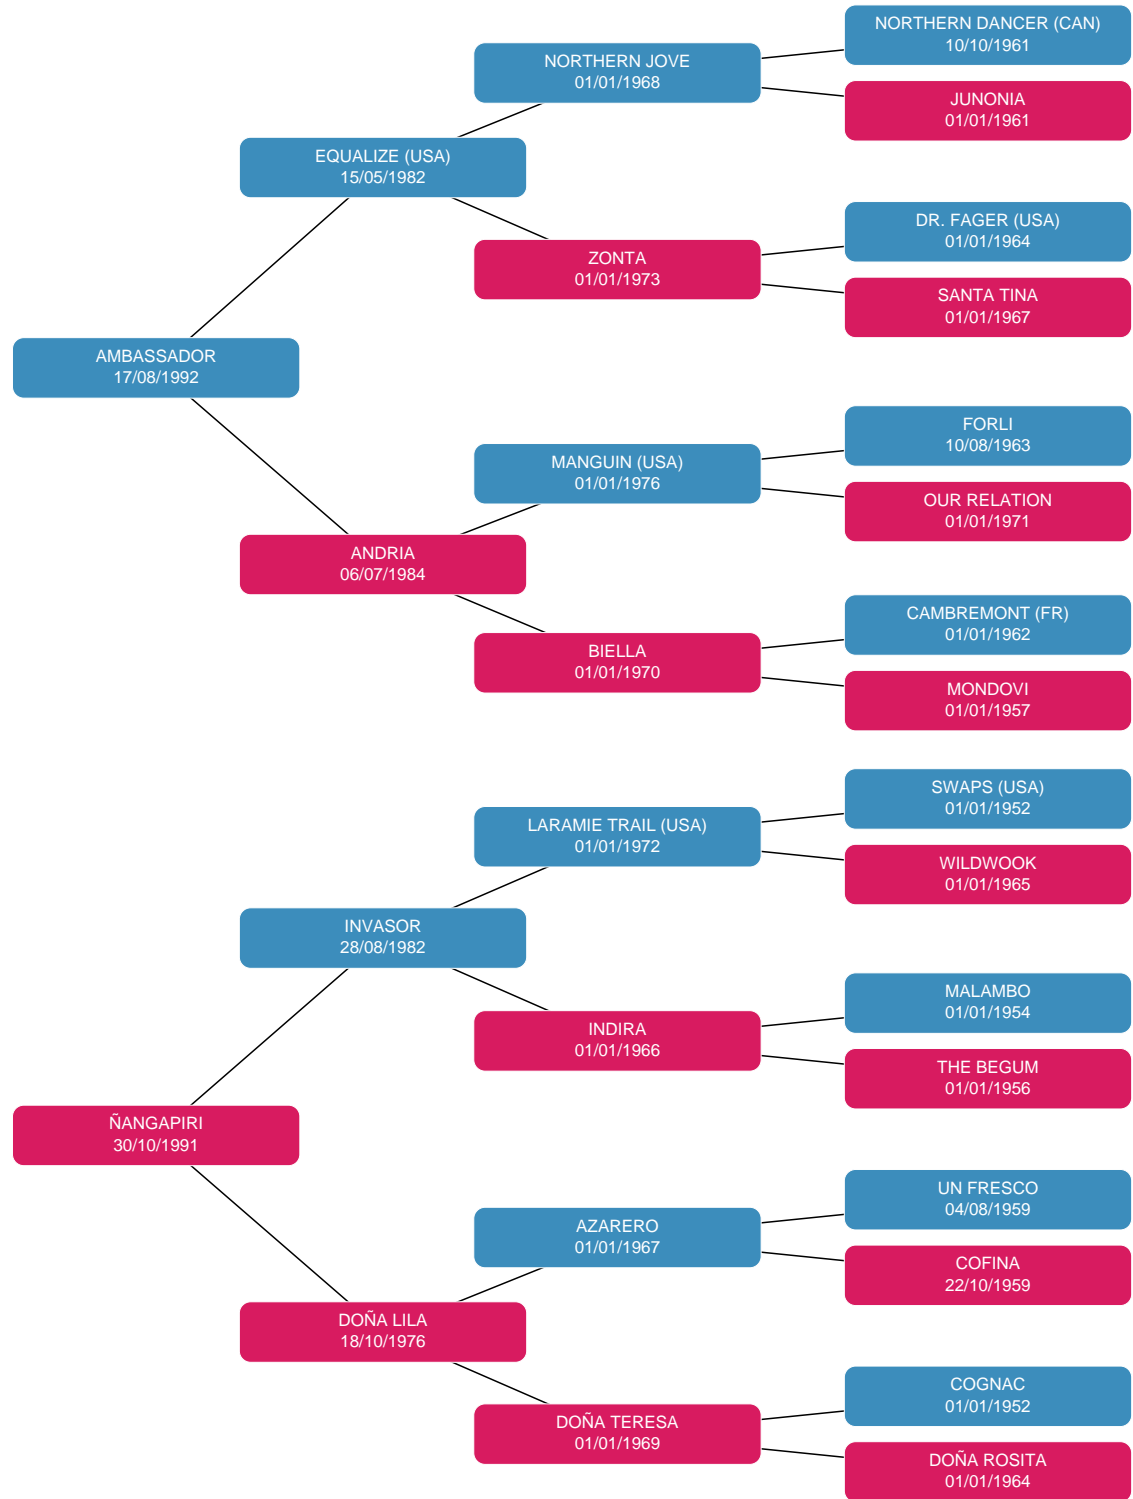 NORTHERN DANCER (CAN)
10/10/1961
NORTHERN JOVE
01/01/1968
JUNONIA
01/01/1961
EQUALIZE (USA)
15/05/1982
DR. FAGER (USA)
01/01/1964
ZONTA
01/01/1973
SANTA TINA
01/01/1967
AMBASSADOR
17/08/1992
FORLI
10/08/1963
MANGUIN (USA)
01/01/1976
OUR RELATION
01/01/1971
ANDRIA
06/07/1984
CAMBREMONT (FR)
01/01/1962
BIELLA
01/01/1970
MONDOVI
01/01/1957
SWAPS (USA)
01/01/1952
LARAMIE TRAIL (USA)
01/01/1972
WILDWOOK
01/01/1965
INVASOR
28/08/1982
MALAMBO
01/01/1954
INDIRA
01/01/1966
THE BEGUM
01/01/1956
ÑANGAPIRI
30/10/1991
UN FRESCO
04/08/1959
AZARERO
01/01/1967
COFINA
22/10/1959
DOÑA LILA
18/10/1976
COGNAC
01/01/1952
DOÑA TERESA
01/01/1969
DOÑA ROSITA
01/01/1964